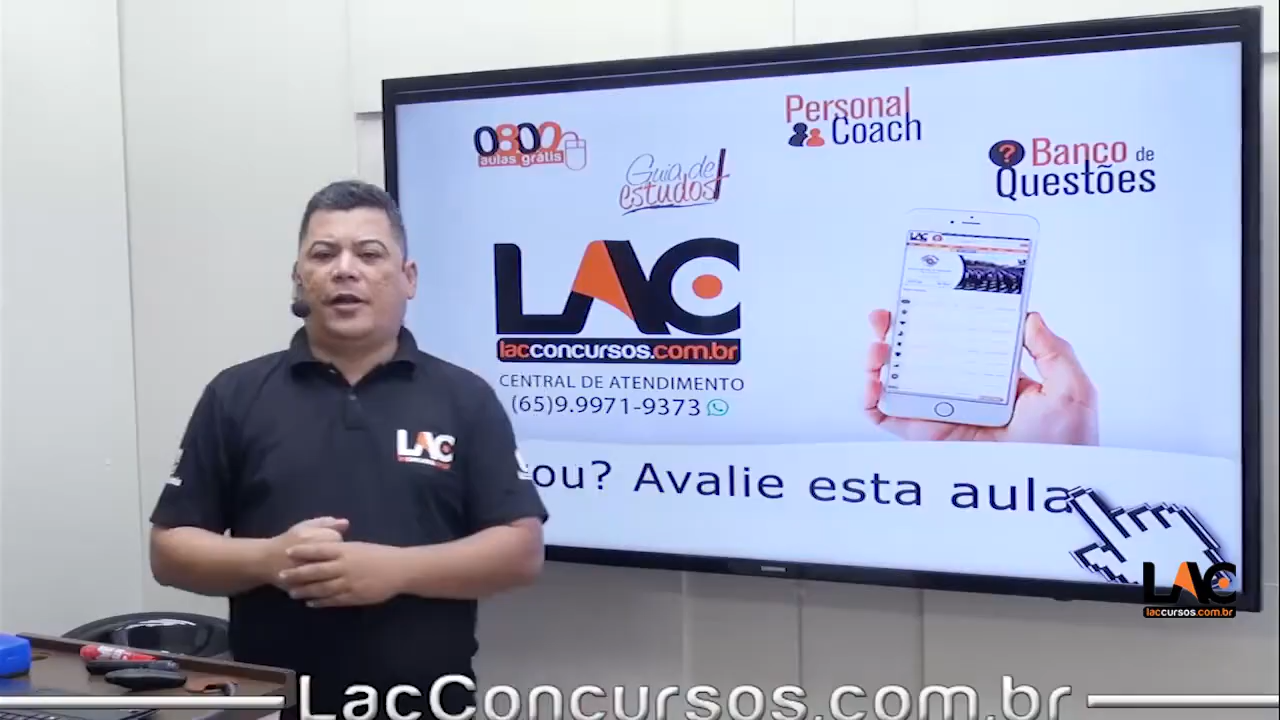 0800
aulas grátis
Guia de
estudos+
Personal
Coach
Banco de
Questões
LAC
lacconcursos.com.br
CENTRAL DE ATENDIMENTO
(65)9.9971-9373
ou? Avalie esta aula
LAC
LAC
laccursos.com.br
LacConcursos.com.br